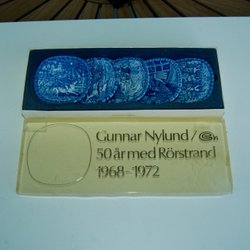 Gunnar Nylund /
50 år med Rörstrand
1968-1972